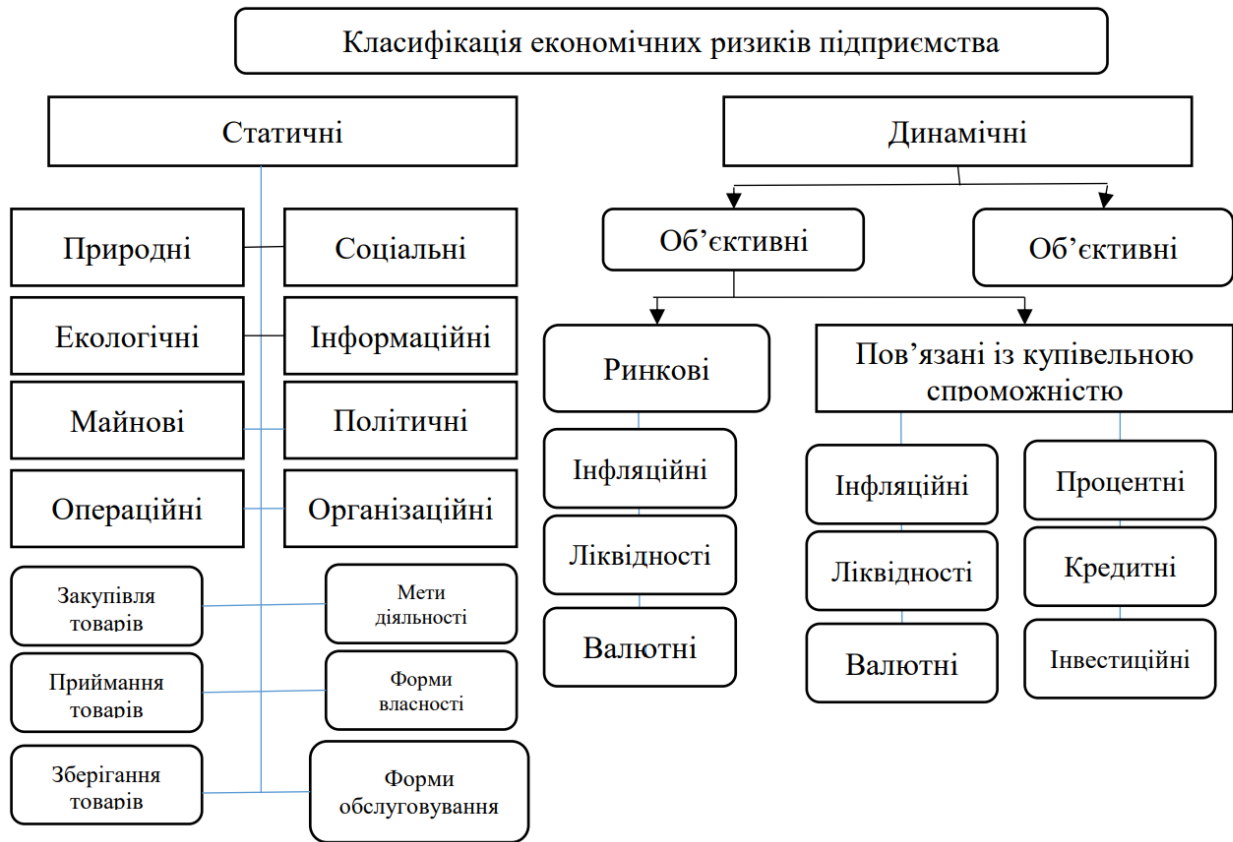 Класифікація економічних ризиків підприємства
Статичні
Динамічні
Природні
Соціальні
Екологічні
Інформаційні
Майнові
Політичні
Операційні
Організаційні
Закупівля
товарів
Мети
діяльності
Приймання
товарів
Форми
власності
Зберігання
товарів
Форми
обслуговування
Об’єктивні
Об’єктивні
Ринкові
Пов’язані із купівельною
спроможністю
Інфляційні
Ліквідності
Валютні
Інфляційні
Ліквідності
Валютні
Процентні
Кредитні
Інвестиційні